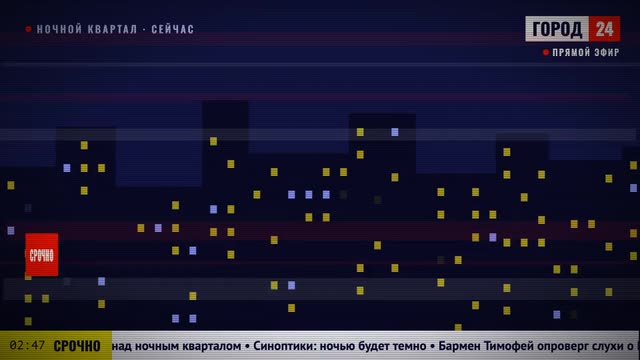 НОЧНОЙ КВАРТАЛ · СЕЙЧАС
ГОРОД 24
ПРЯМОЙ ЭФИР
СРОЧНО
02:47 СРОЧНО над ночным кварталом • Синоптики: ночью будет темно • Бармен Тимофей опроверг слухи о